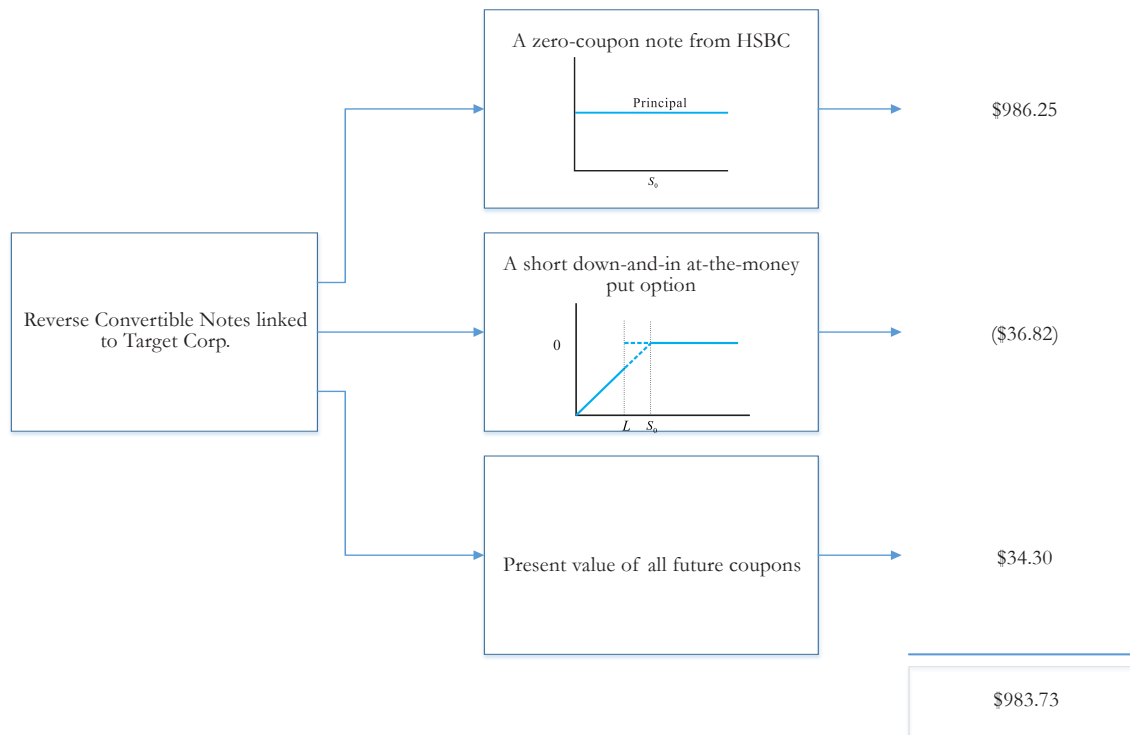 A zero-coupon note from HSBC
Principal
S₀
$986.25
Reverse Convertible Notes linked
to Target Corp.
A short down-and-in at-the-money
put option
0
L S₀
($36.82)
Present value of all future coupons
$34.30
$983.73